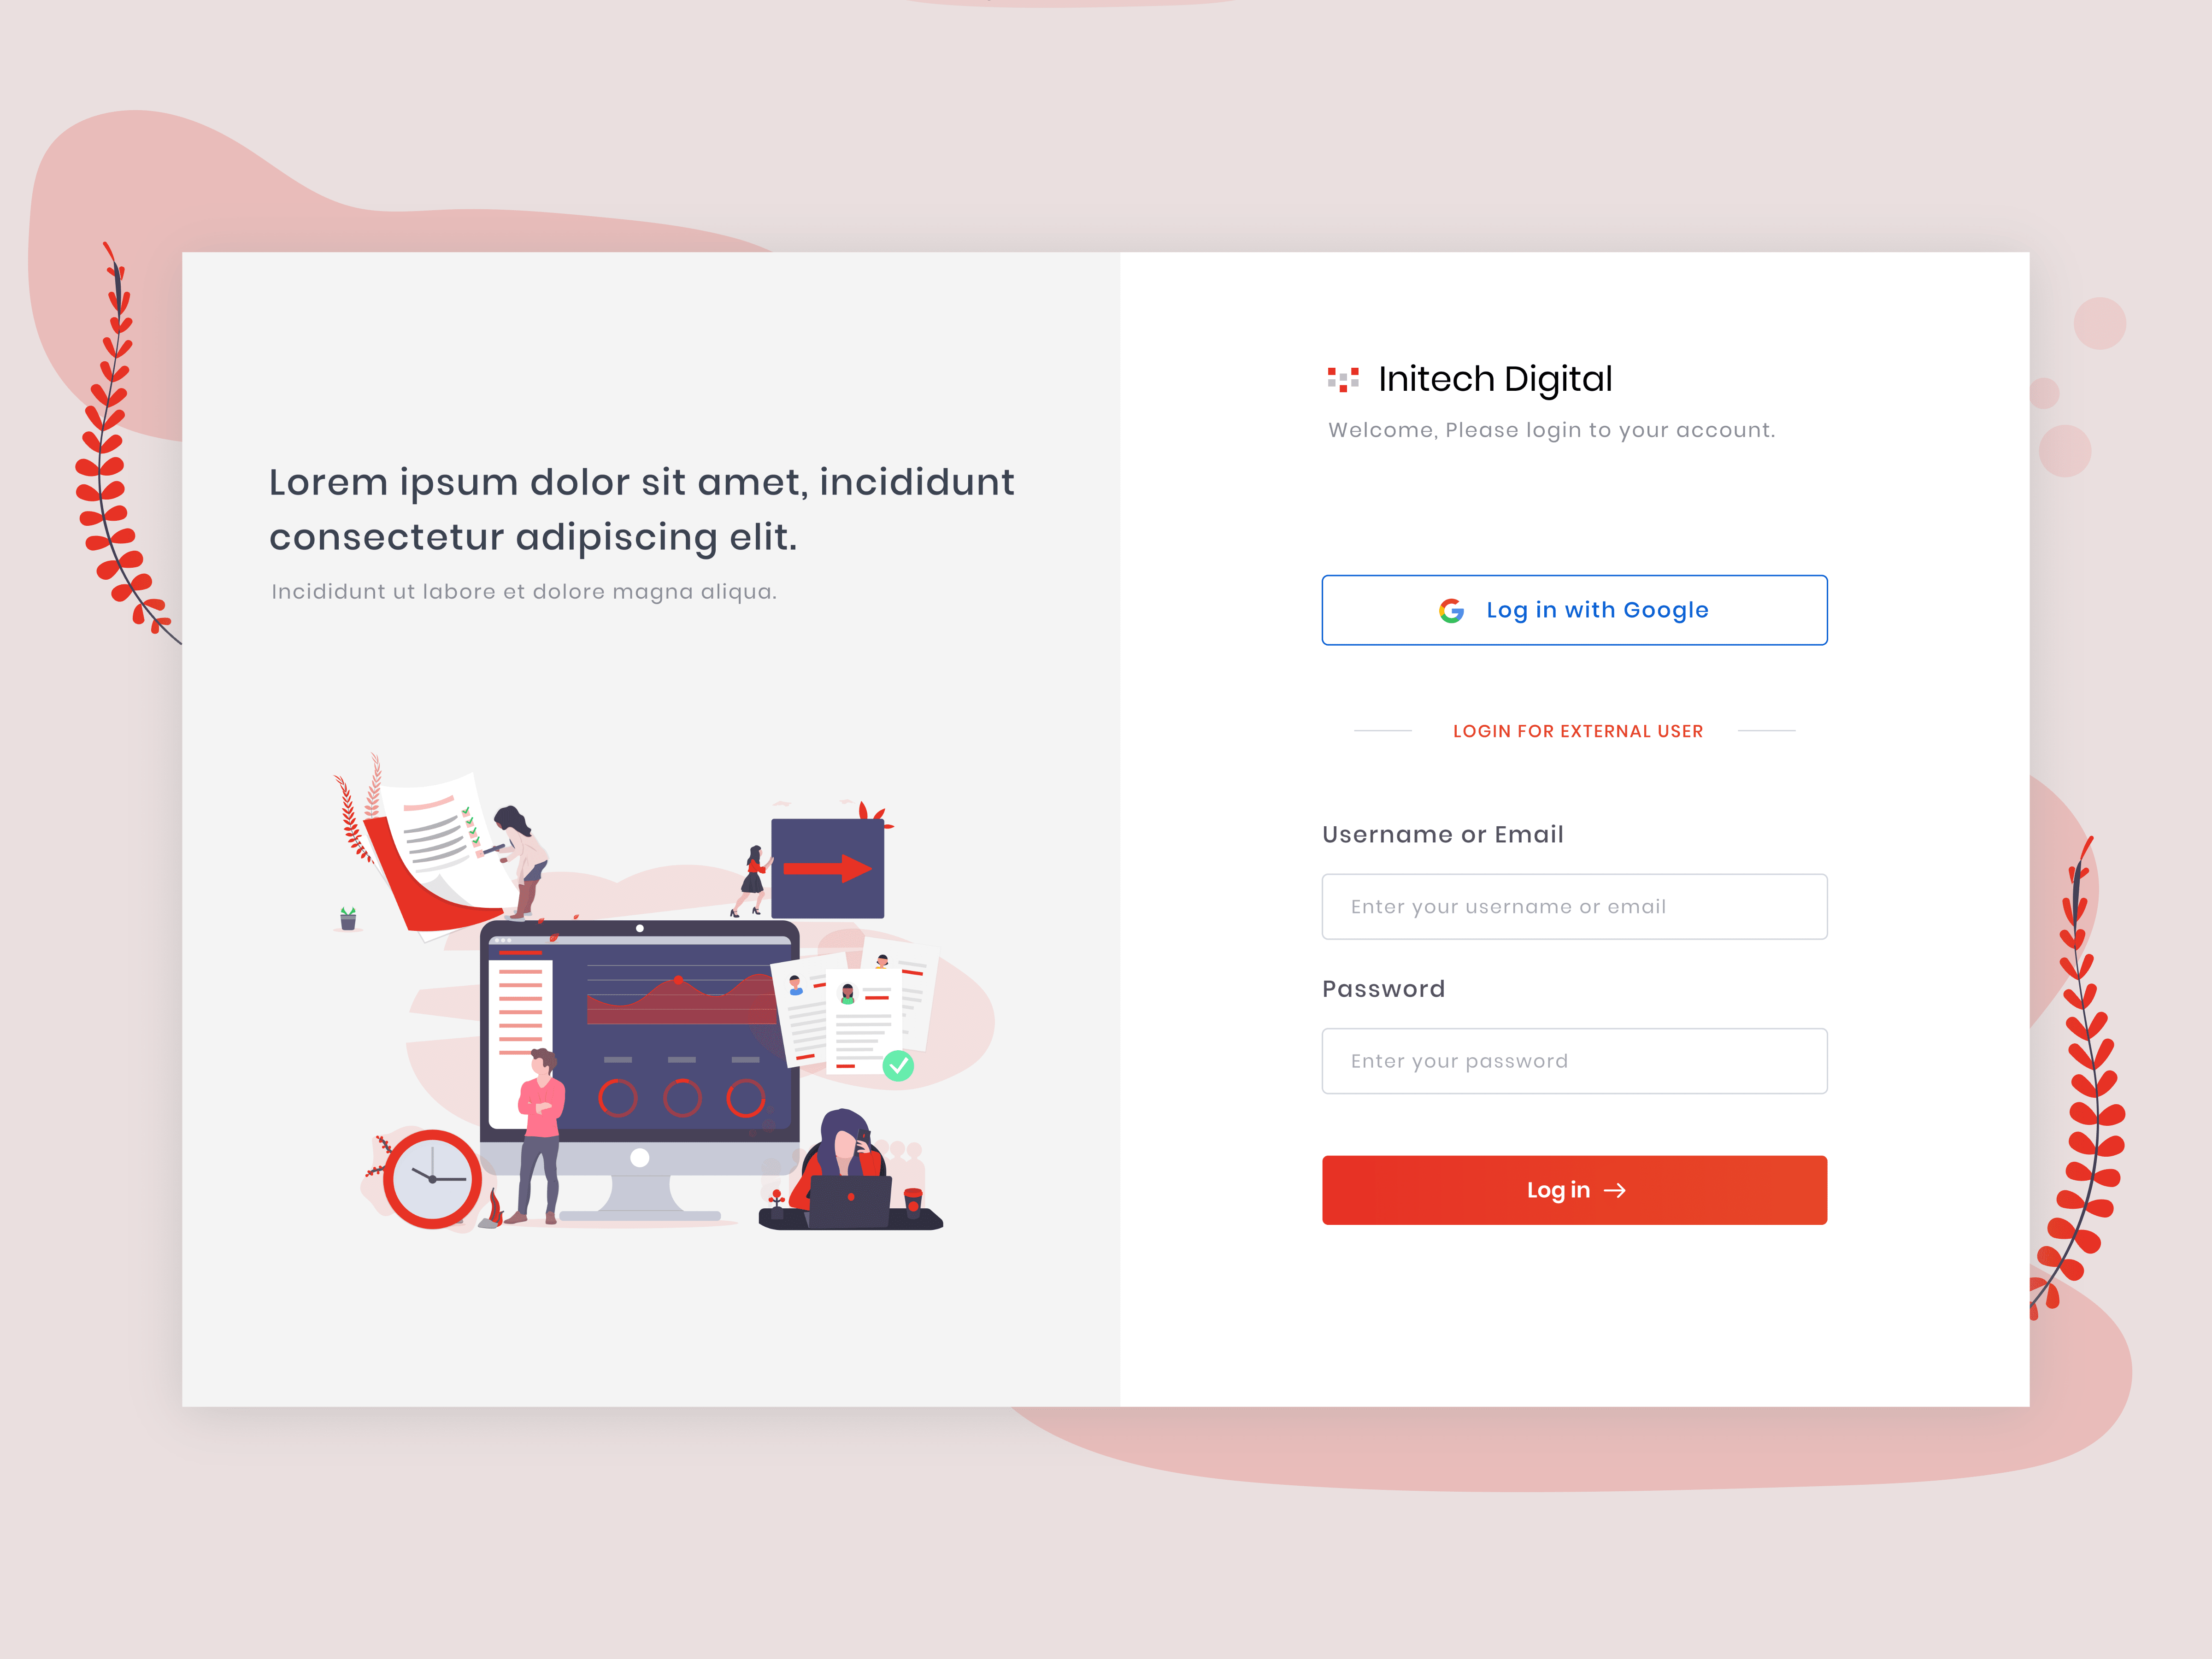 Lorem ipsum dolor sit amet, incididunt
consectetur adipiscing elit.
Incididunt ut labore et dolore magna aliqua.
Initech Digital
Welcome, Please login to your account.
Log in with Google
LOGIN FOR EXTERNAL USER
Username or Email
Enter your username or email
Password
Enter your password
Log in →